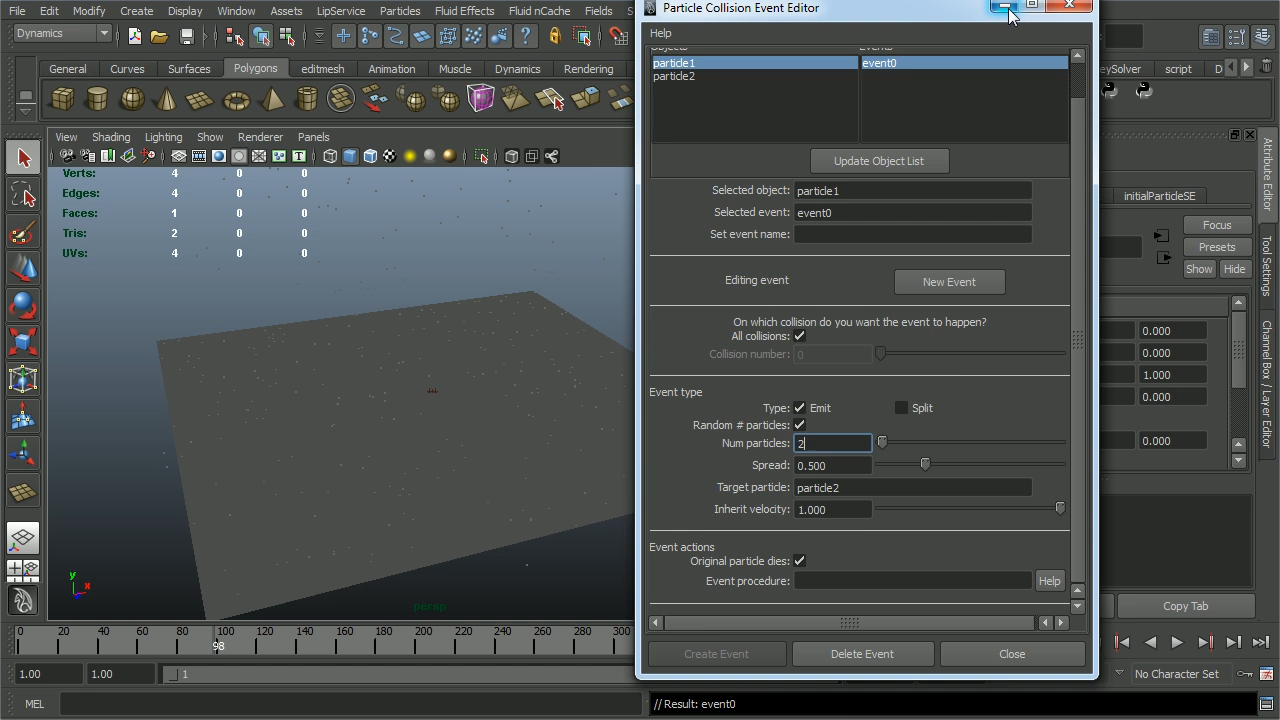 File Edit Modify Create Display Window Assets LipService Particles Fluid Effects Fluid nCache Fields S
Particle Collision Event Editor
Help
Dynamics
General Curves Surfaces Polygons editmesh Animation Muscle Dynamics Rendering
eySolver script D
Objects Events
particle1 event0
particle2
Update Object List
Selected object: particle1
Selected event: event0
Set event name:
Editing event New Event
On which collision do you want the event to happen?
All collisions:
Collision number: 0
Event type
Type: Emit Split
Random # particles:
Num particles: 2
Spread: 0.500
Target particle: particle2
Inherit velocity: 1.000
Event actions
Original particle dies:
Event procedure: Help
Create Event Delete Event Close
View Shading Lighting Show Renderer Panels
Verts: 4 0 0
Edges: 4 0 0
Faces: 1 0 0
Tris: 2 0 0
UVs: 4 0 0
y
x
persp
initialParticleSE
Focus
Presets
Show Hide
0.000
0.000
1.000
0.000
0.000
Copy Tab
Attribute Editor
Tool Settings
Channel Box / Layer Editor
0 20 40 60 80 100 120 140 160 180 200 220 240 260 280 300
98
1.00 1.00 1
No Character Set
MEL
// Result: event0